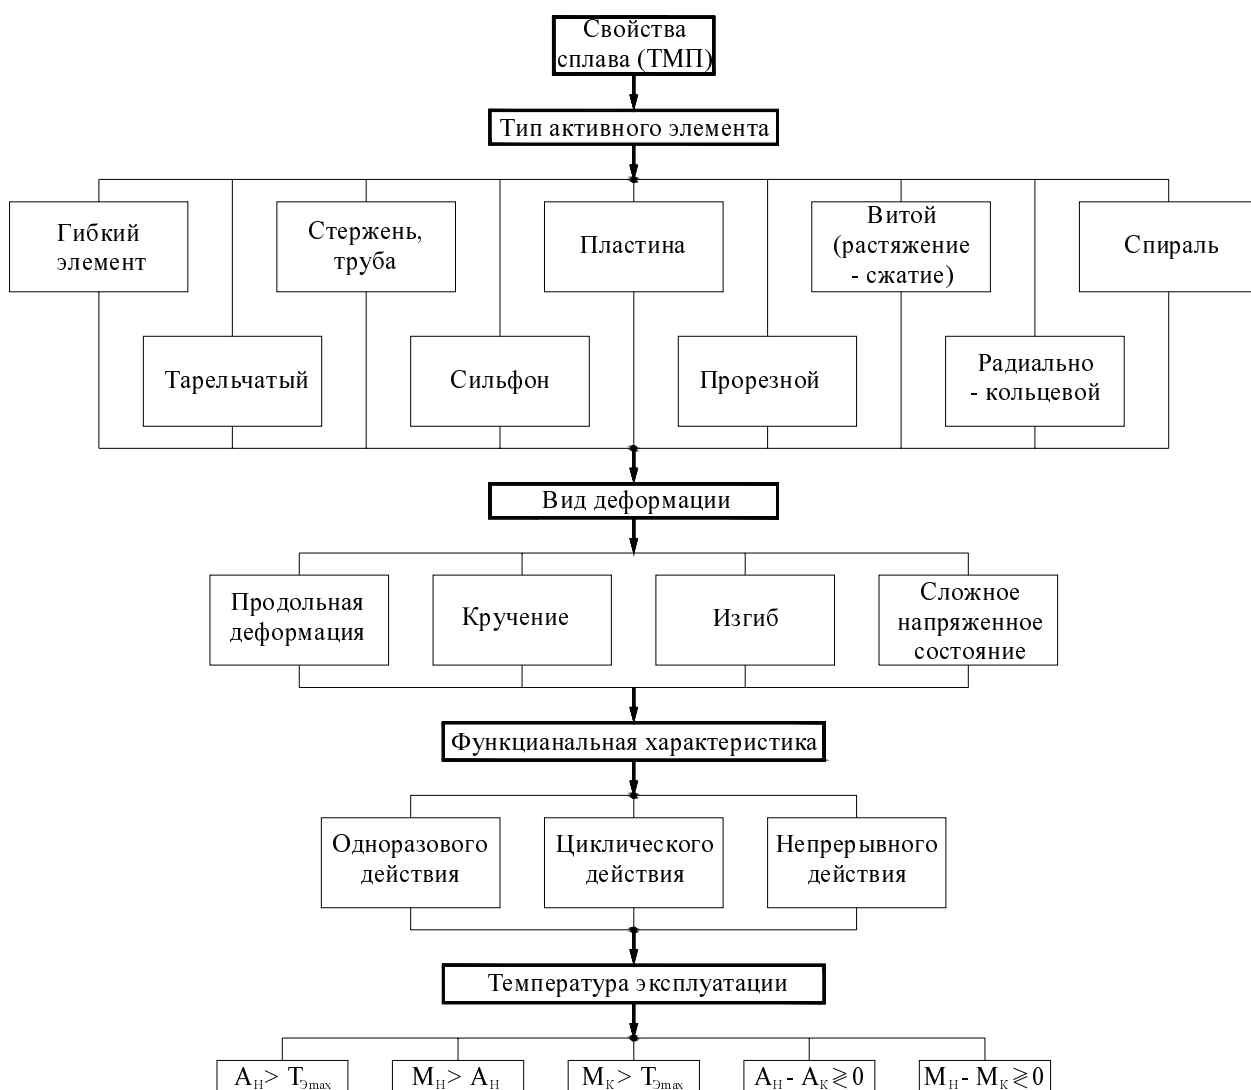 Свойства
сплава (ТМП)
Тип активного элемента
Гибкий
элемент
Стержень,
труба
Пластина
Витой
(растяжение
- сжатие)
Спираль
Тарельчатый
Сильфон
Прорезной
Радиально
- кольцевой
Вид деформации
Продольная
деформация
Кручение
Изгиб
Сложное
напряженное
состояние
Функцианальная характеристика
Одноразового
действия
Циклического
действия
Непрерывного
действия
Температура эксплуатации
Aн > Tэmax
Mн > Aн
Mк > Tэmax
Aн - Aк ⩾ 0
Mн - Mк ⩾ 0